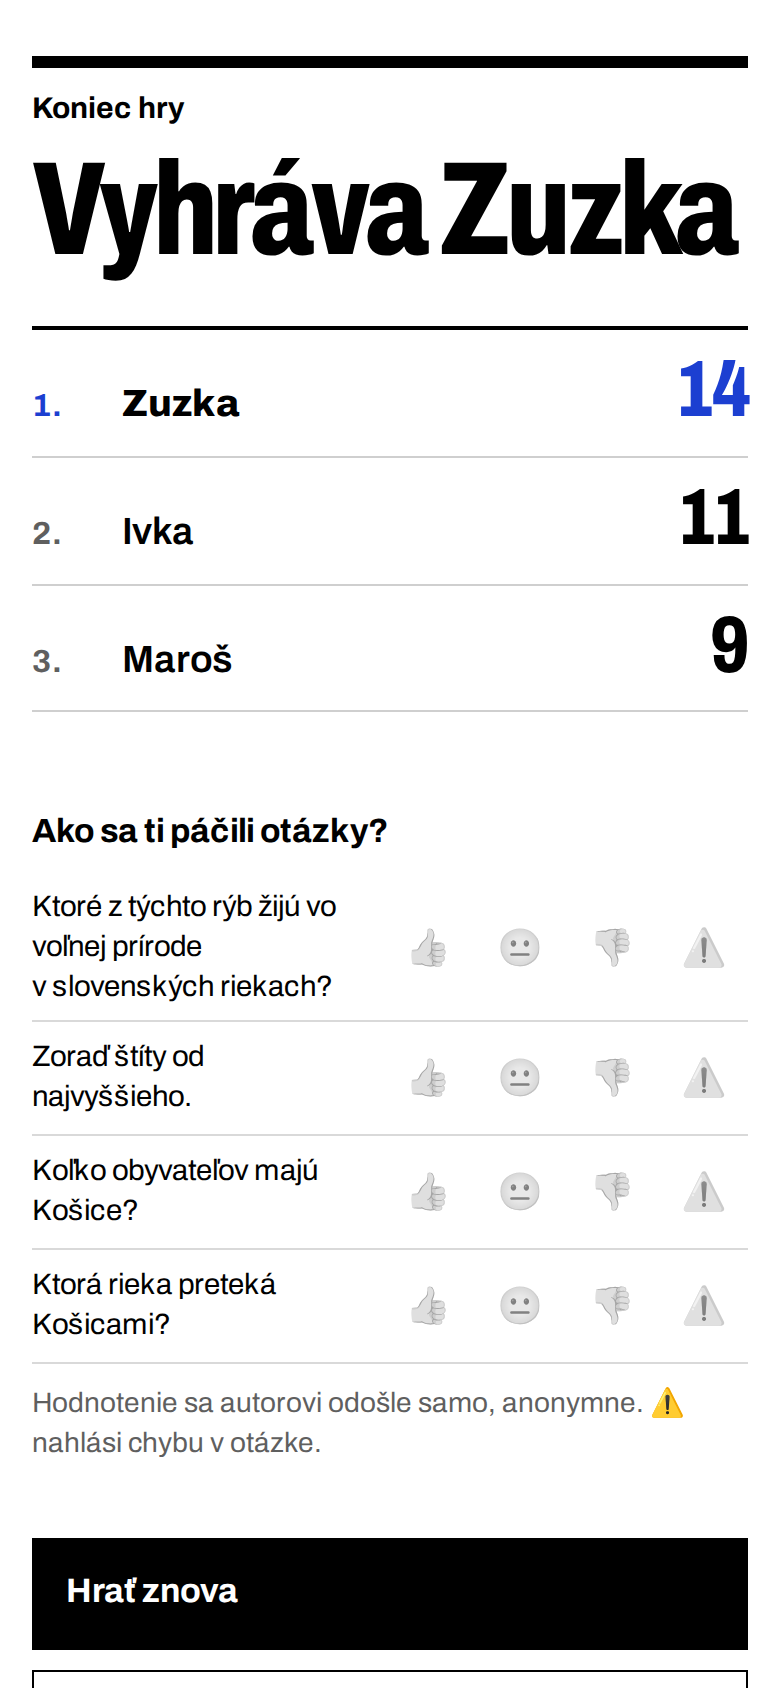 Koniec hry
Vyhráva Zuzka
1. Zuzka 14
2. Ivka 11
3. Maroš 9
Ako sa ti páčili otázky?
Ktoré z týchto rýb žijú vo
voľnej prírode
v slovenských riekach?
Zoraď štíty od
najvyššieho.
Koľko obyvateľov majú
Košice?
Ktorá rieka preteká
Košicami?
Hodnotenie sa autorovi odošle samo, anonymne. ⚠️
nahlási chybu v otázke.
Hrať znova